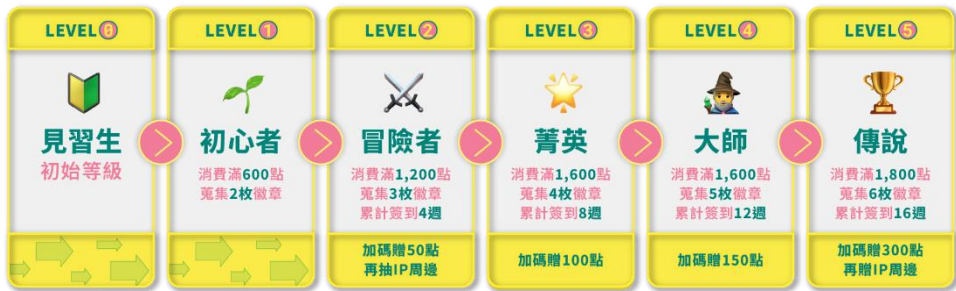 LEVEL 0
見習生
初始等級
LEVEL 1
初心者
消費滿600點
蒐集2枚徽章
LEVEL 2
冒險者
消費滿1,200點
蒐集3枚徽章
累計簽到4週
加碼贈50點
再抽IP周邊
LEVEL 3
菁英
消費滿1,600點
蒐集4枚徽章
累計簽到8週
加碼贈100點
LEVEL 4
大師
消費滿1,600點
蒐集5枚徽章
累計簽到12週
加碼贈150點
LEVEL 5
傳說
消費滿1,800點
蒐集6枚徽章
累計簽到16週
加碼贈300點
再贈IP周邊